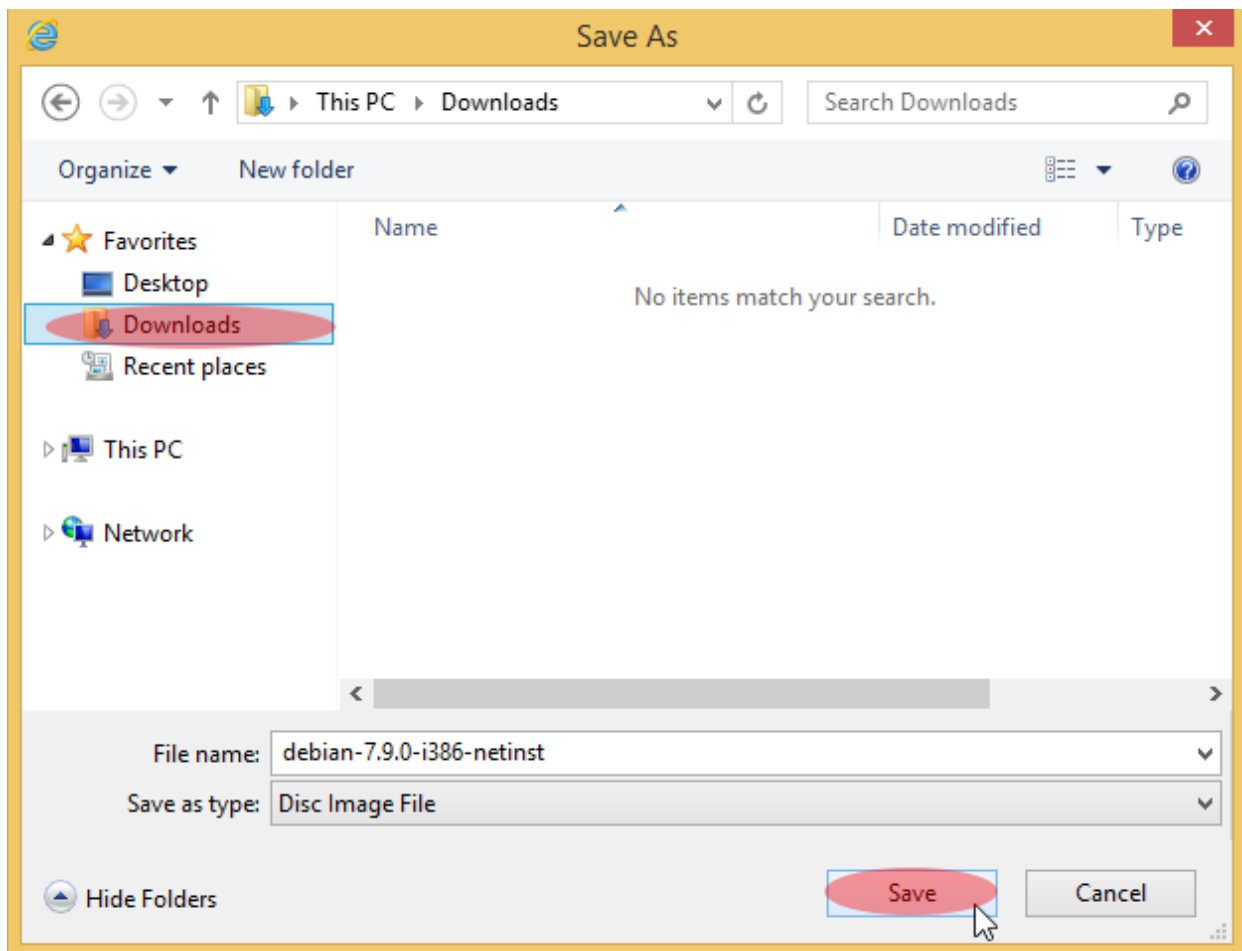 Save As
This PC Downloads
Search Downloads
Organize
New folder
Name
Date modified
Type
Favorites
Desktop
Downloads
Recent places
This PC
Network
No items match your search.
File name: debian-7.9.0-i386-netinst
Save as type: Disc Image File
Hide Folders
Save
Cancel